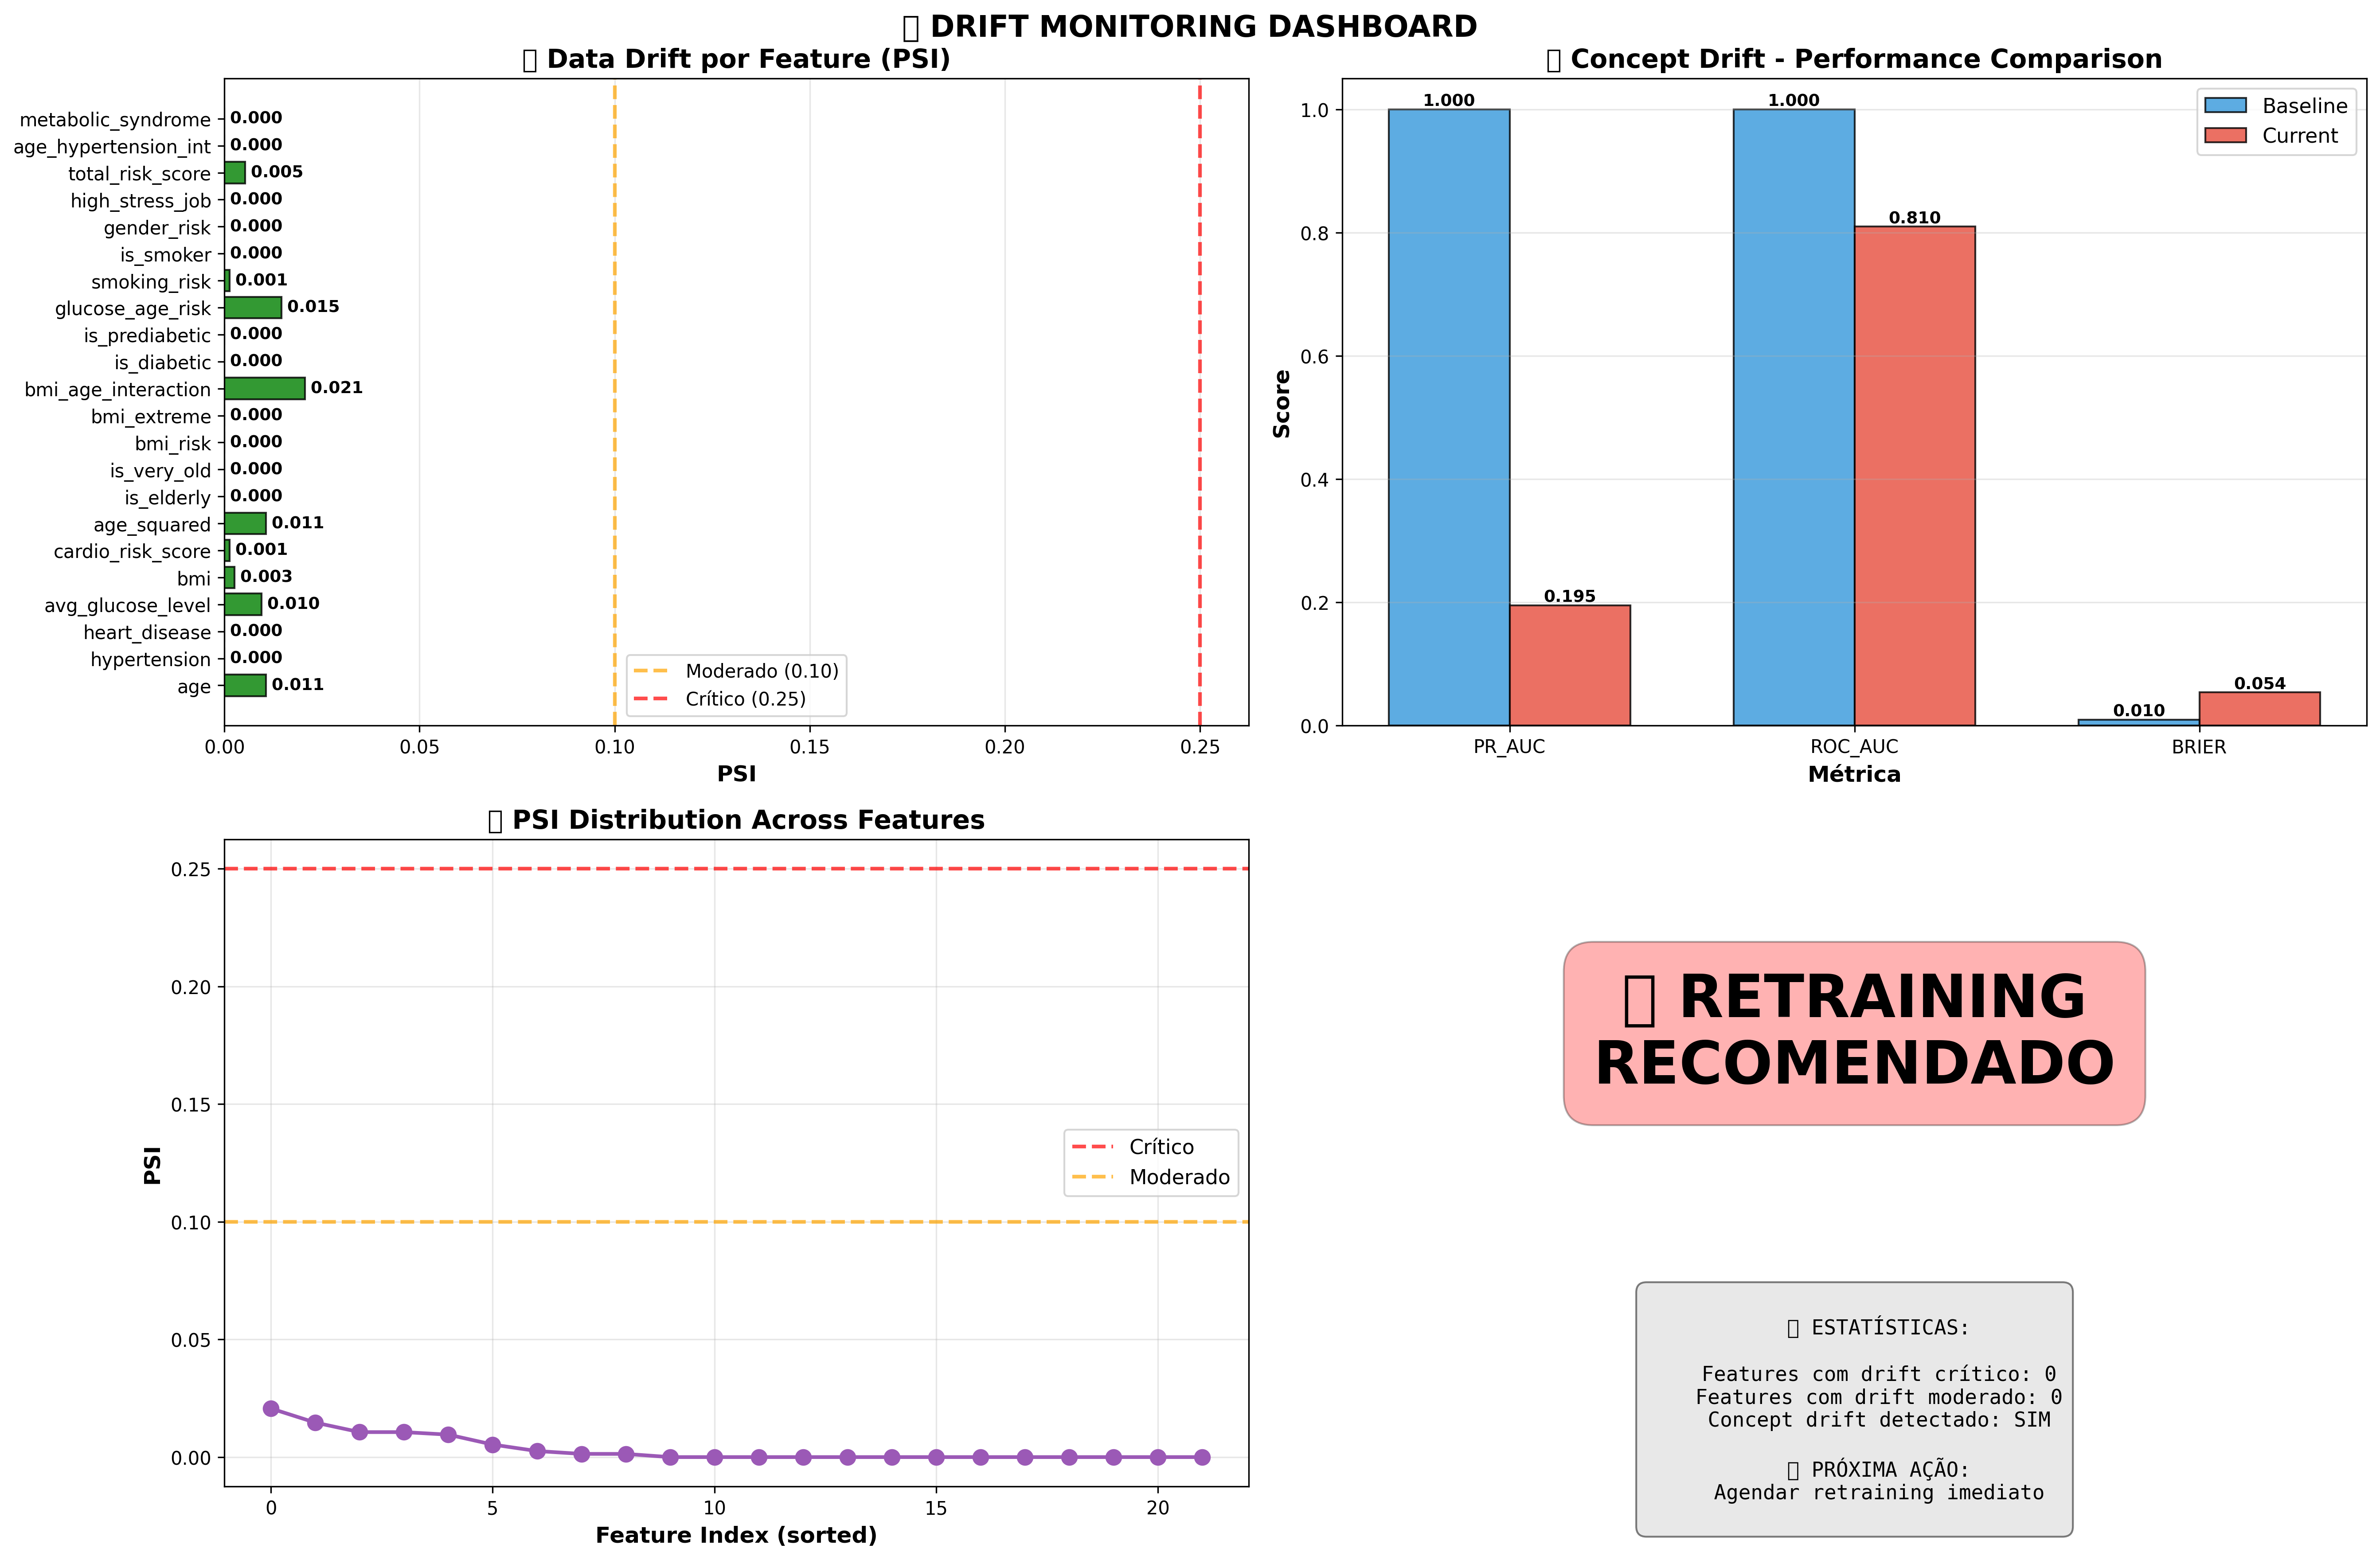 DRIFT MONITORING DASHBOARD
Data Drift por Feature (PSI)
metabolic_syndrome 0.000
age_hypertension_int 0.000
total_risk_score 0.005
high_stress_job 0.000
gender_risk 0.000
is_smoker 0.000
smoking_risk 0.001
glucose_age_risk 0.015
is_prediabetic 0.000
is_diabetic 0.000
bmi_age_interaction 0.021
bmi_extreme 0.000
bmi_risk 0.000
is_very_old 0.000
is_elderly 0.000
age_squared 0.011
cardio_risk_score 0.001
bmi 0.003
avg_glucose_level 0.010
heart_disease 0.000
hypertension 0.000
age 0.011
Moderado (0.10)
Crítico (0.25)
0.00 0.05 0.10 0.15 0.20 0.25
PSI
Concept Drift - Performance Comparison
Baseline
Current
Score
1.0
0.8
0.6
0.4
0.2
0.0
1.000 0.195
1.000 0.810
0.010 0.054
PR_AUC ROC_AUC BRIER
Métrica
PSI Distribution Across Features
PSI
0.25
0.20
0.15
0.10
0.05
0.00
Crítico
Moderado
0 5 10 15 20
Feature Index (sorted)
RETRAINING
RECOMENDADO
ESTATÍSTICAS:
Features com drift crítico: 0
Features com drift moderado: 0
Concept drift detectado: SIM
PRÓXIMA AÇÃO:
Agendar retraining imediato